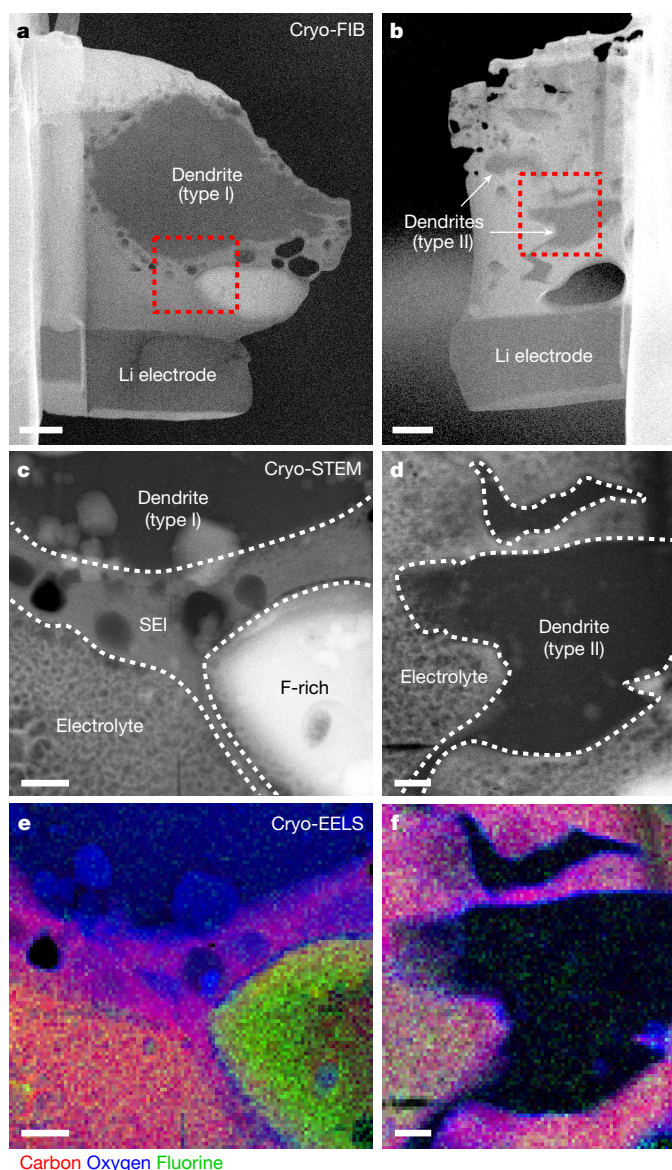 a
Cryo-FIB
Dendrite
(type I)
Li electrode
b
Dendrites
(type II)
Li electrode
c
Cryo-STEM
Dendrite
(type I)
SEI
F-rich
Electrolyte
d
Dendrite
(type II)
Electrolyte
e
Cryo-EELS
f
Carbon Oxygen Fluorine